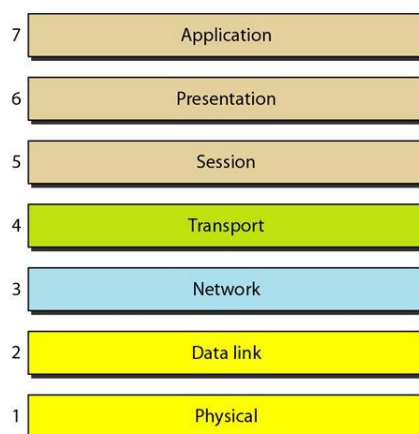 7 Application
6 Presentation
5 Session
4 Transport
3 Network
2 Data link
1 Physical